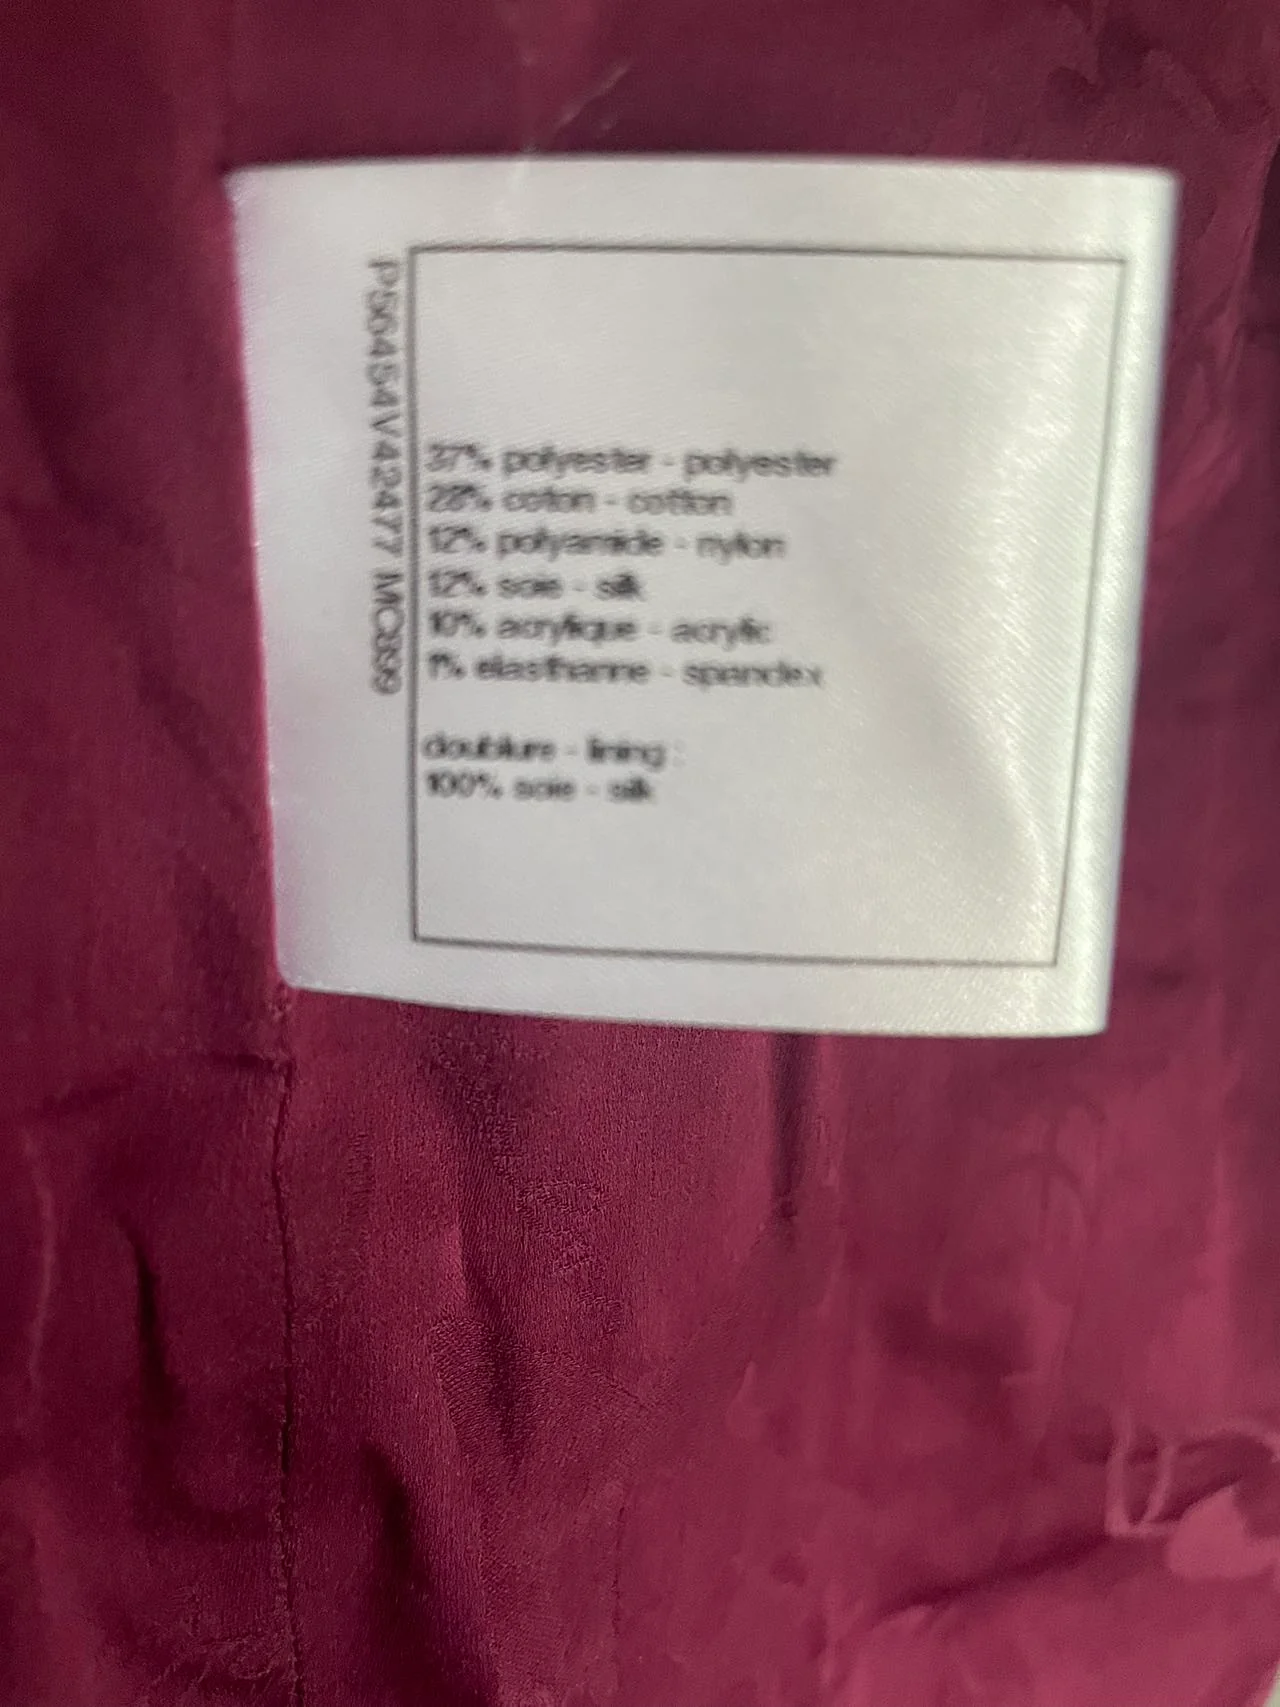 P56454V42477 MC899
37% polyester - polyester
28% coton - cotton
12% polyamide - nylon
12% soie - silk
10% acrylique - acrylic
1% elasthanne - spandex
doublure - lining :
100% soie - silk